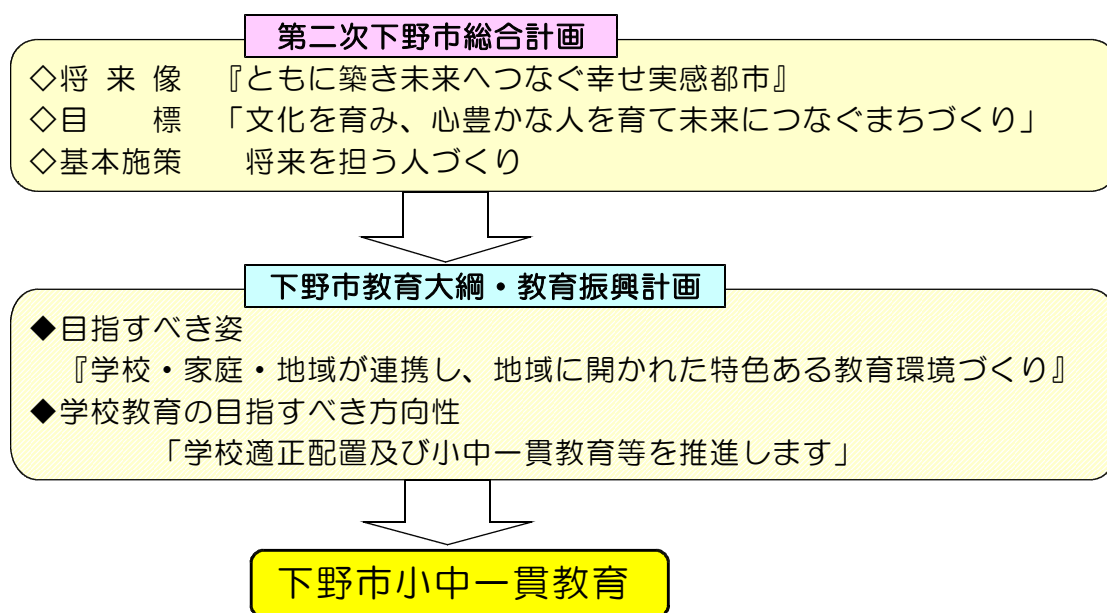 第二次下野市総合計画
◇将 来 像 『ともに築き未来へつなぐ幸せ実感都市』
◇目　　標 「文化を育み、心豊かな人を育て未来につなぐまちづくり」
◇基本施策　将来を担う人づくり
下野市教育大綱・教育振興計画
◆目指すべき姿
『学校・家庭・地域が連携し、地域に開かれた特色ある教育環境づくり』
◆学校教育の目指すべき方向性
「学校適正配置及び小中一貫教育等を推進します」
下野市小中一貫教育